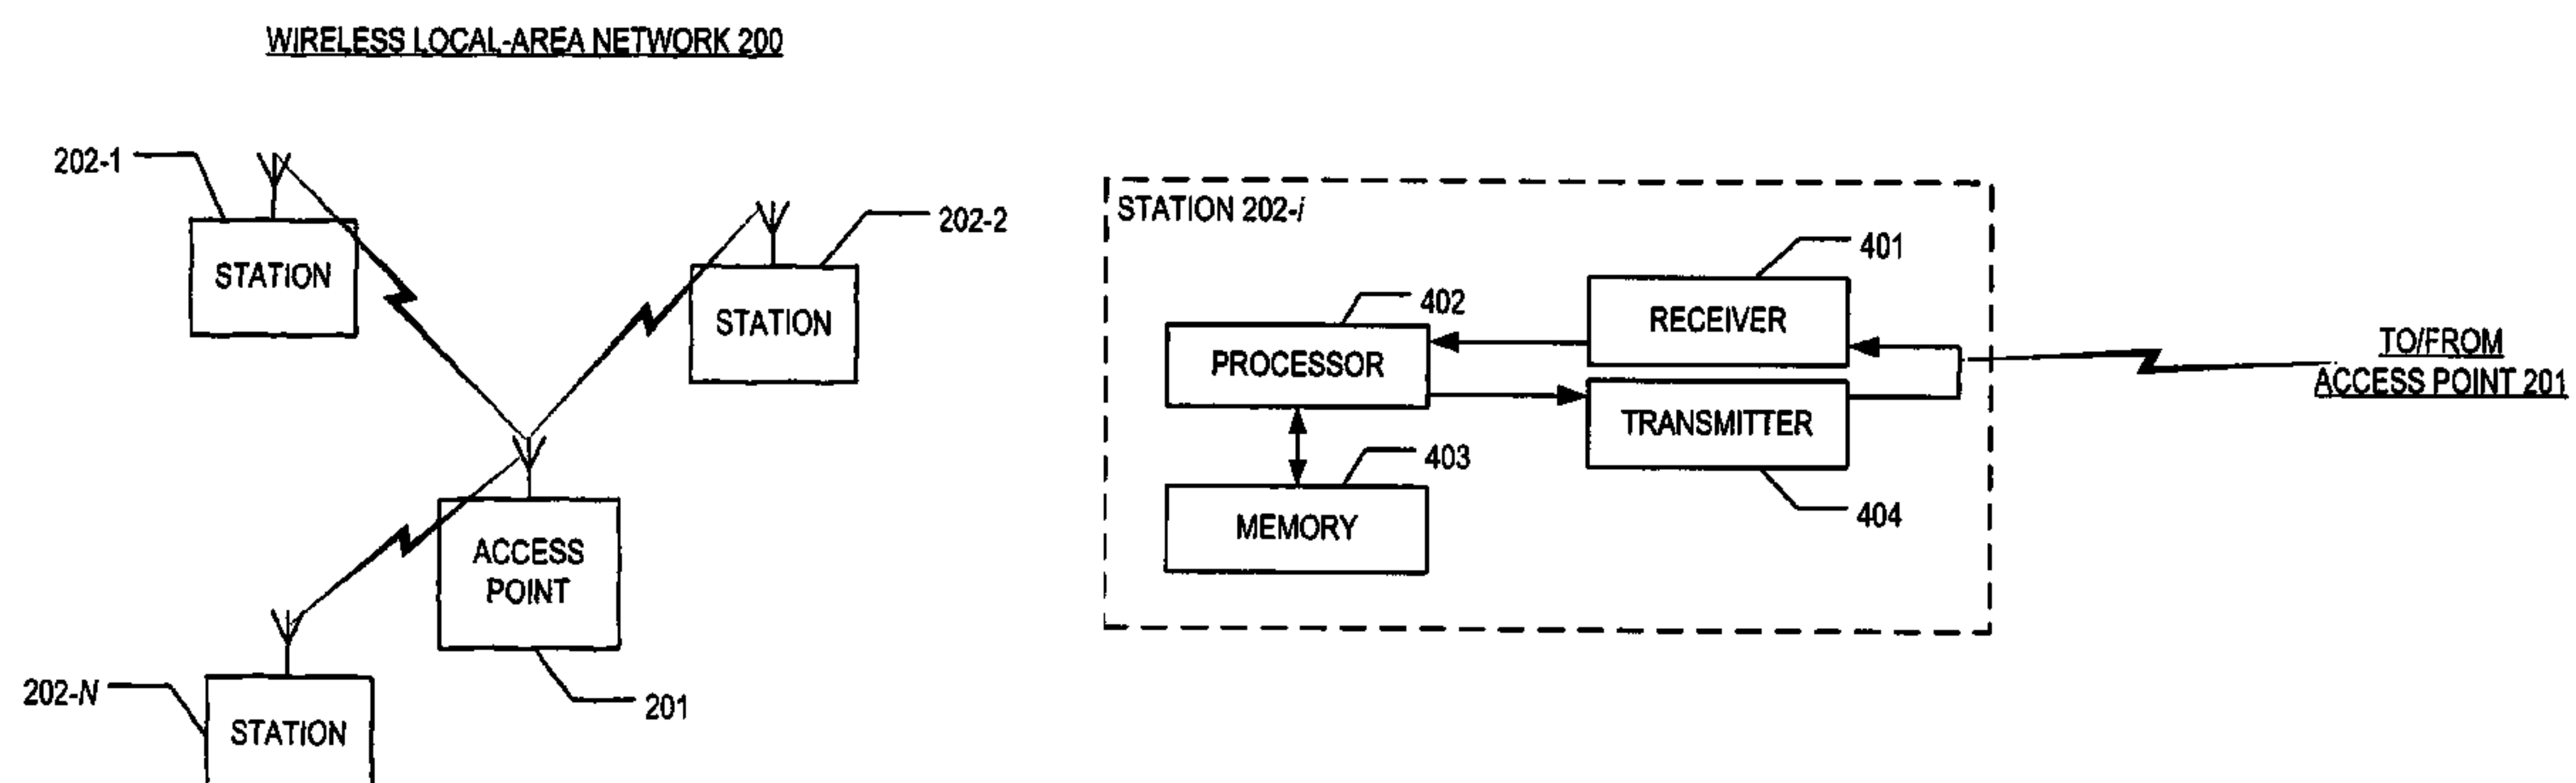 WIRELESS LOCAL-AREA NETWORK 200
202-1
STATION
202-2
STATION
ACCESS
POINT
201
202-N
STATION
STATION 202-i
401
RECEIVER
402
PROCESSOR
TRANSMITTER
403
MEMORY
404
TO/FROM
ACCESS POINT 201